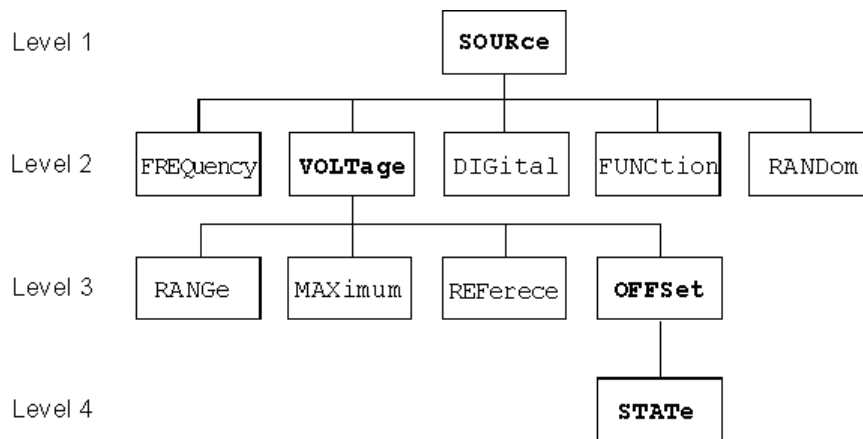 Level 1 SOURce
Level 2 FREQuency VOLTage DIGital FUNCtion RANDom
Level 3 RANGe MAXimum REFerece OFFSet
Level 4 STATe